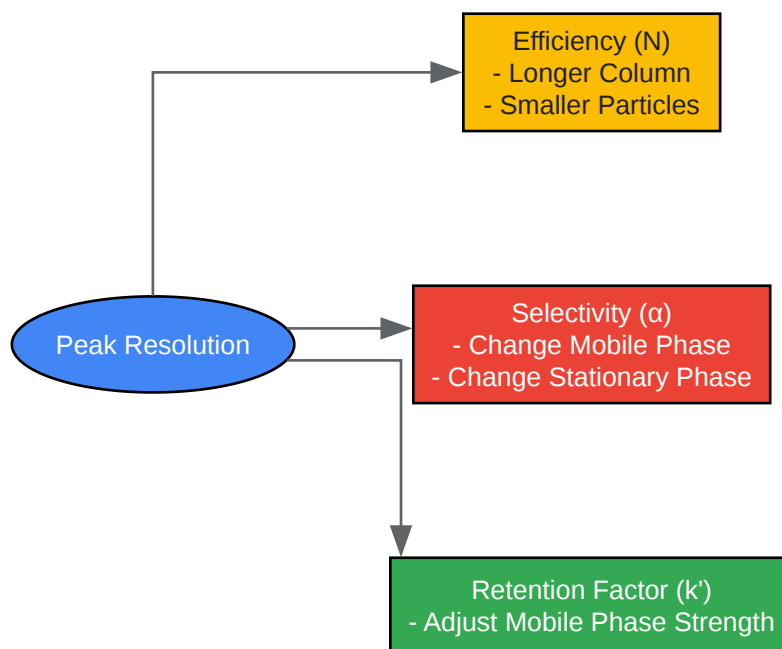 Efficiency (N)
- Longer Column
- Smaller Particles
Peak Resolution
Selectivity (α)
- Change Mobile Phase
- Change Stationary Phase
Retention Factor (k')
- Adjust Mobile Phase Strength